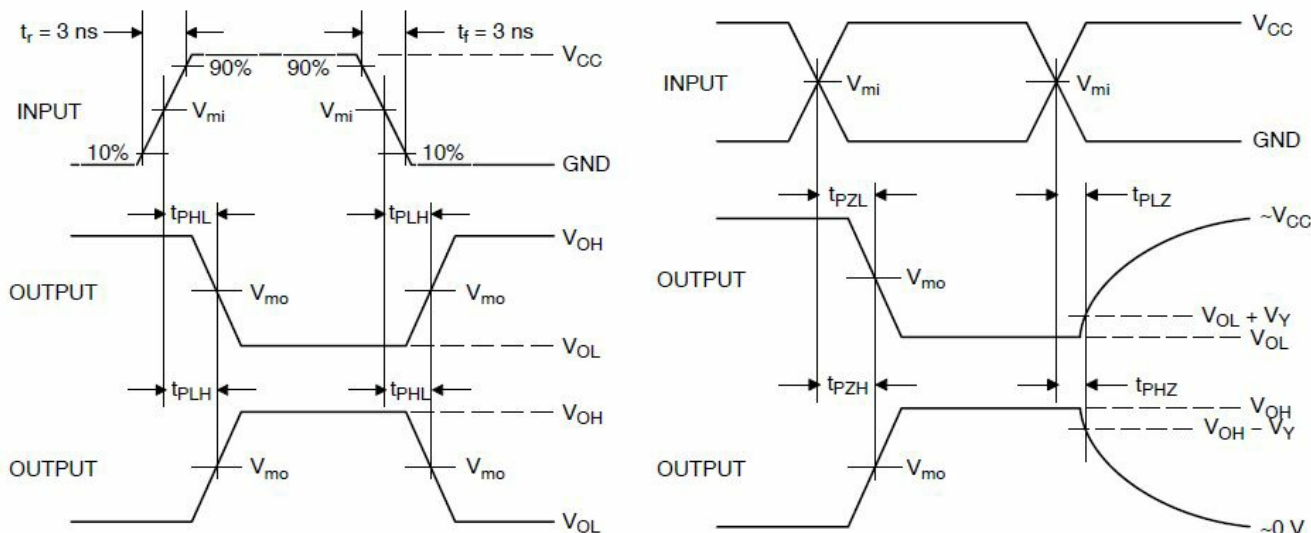 t_r = 3 ns
t_f = 3 ns
V_CC
90%
90%
INPUT
V_mi
V_mi
10%
10%
GND
t_PHL
t_PLH
V_OH
OUTPUT
V_mo
V_mo
V_OL
t_PLH
t_PHL
V_OH
OUTPUT
V_mo
V_mo
V_OL
V_CC
INPUT
V_mi
V_mi
GND
t_PZL
t_PLZ
~V_CC
OUTPUT
V_mo
V_OL + V_Y
V_OL
t_PZH
t_PHZ
V_OH
V_OH − V_Y
OUTPUT
V_mo
~0 V